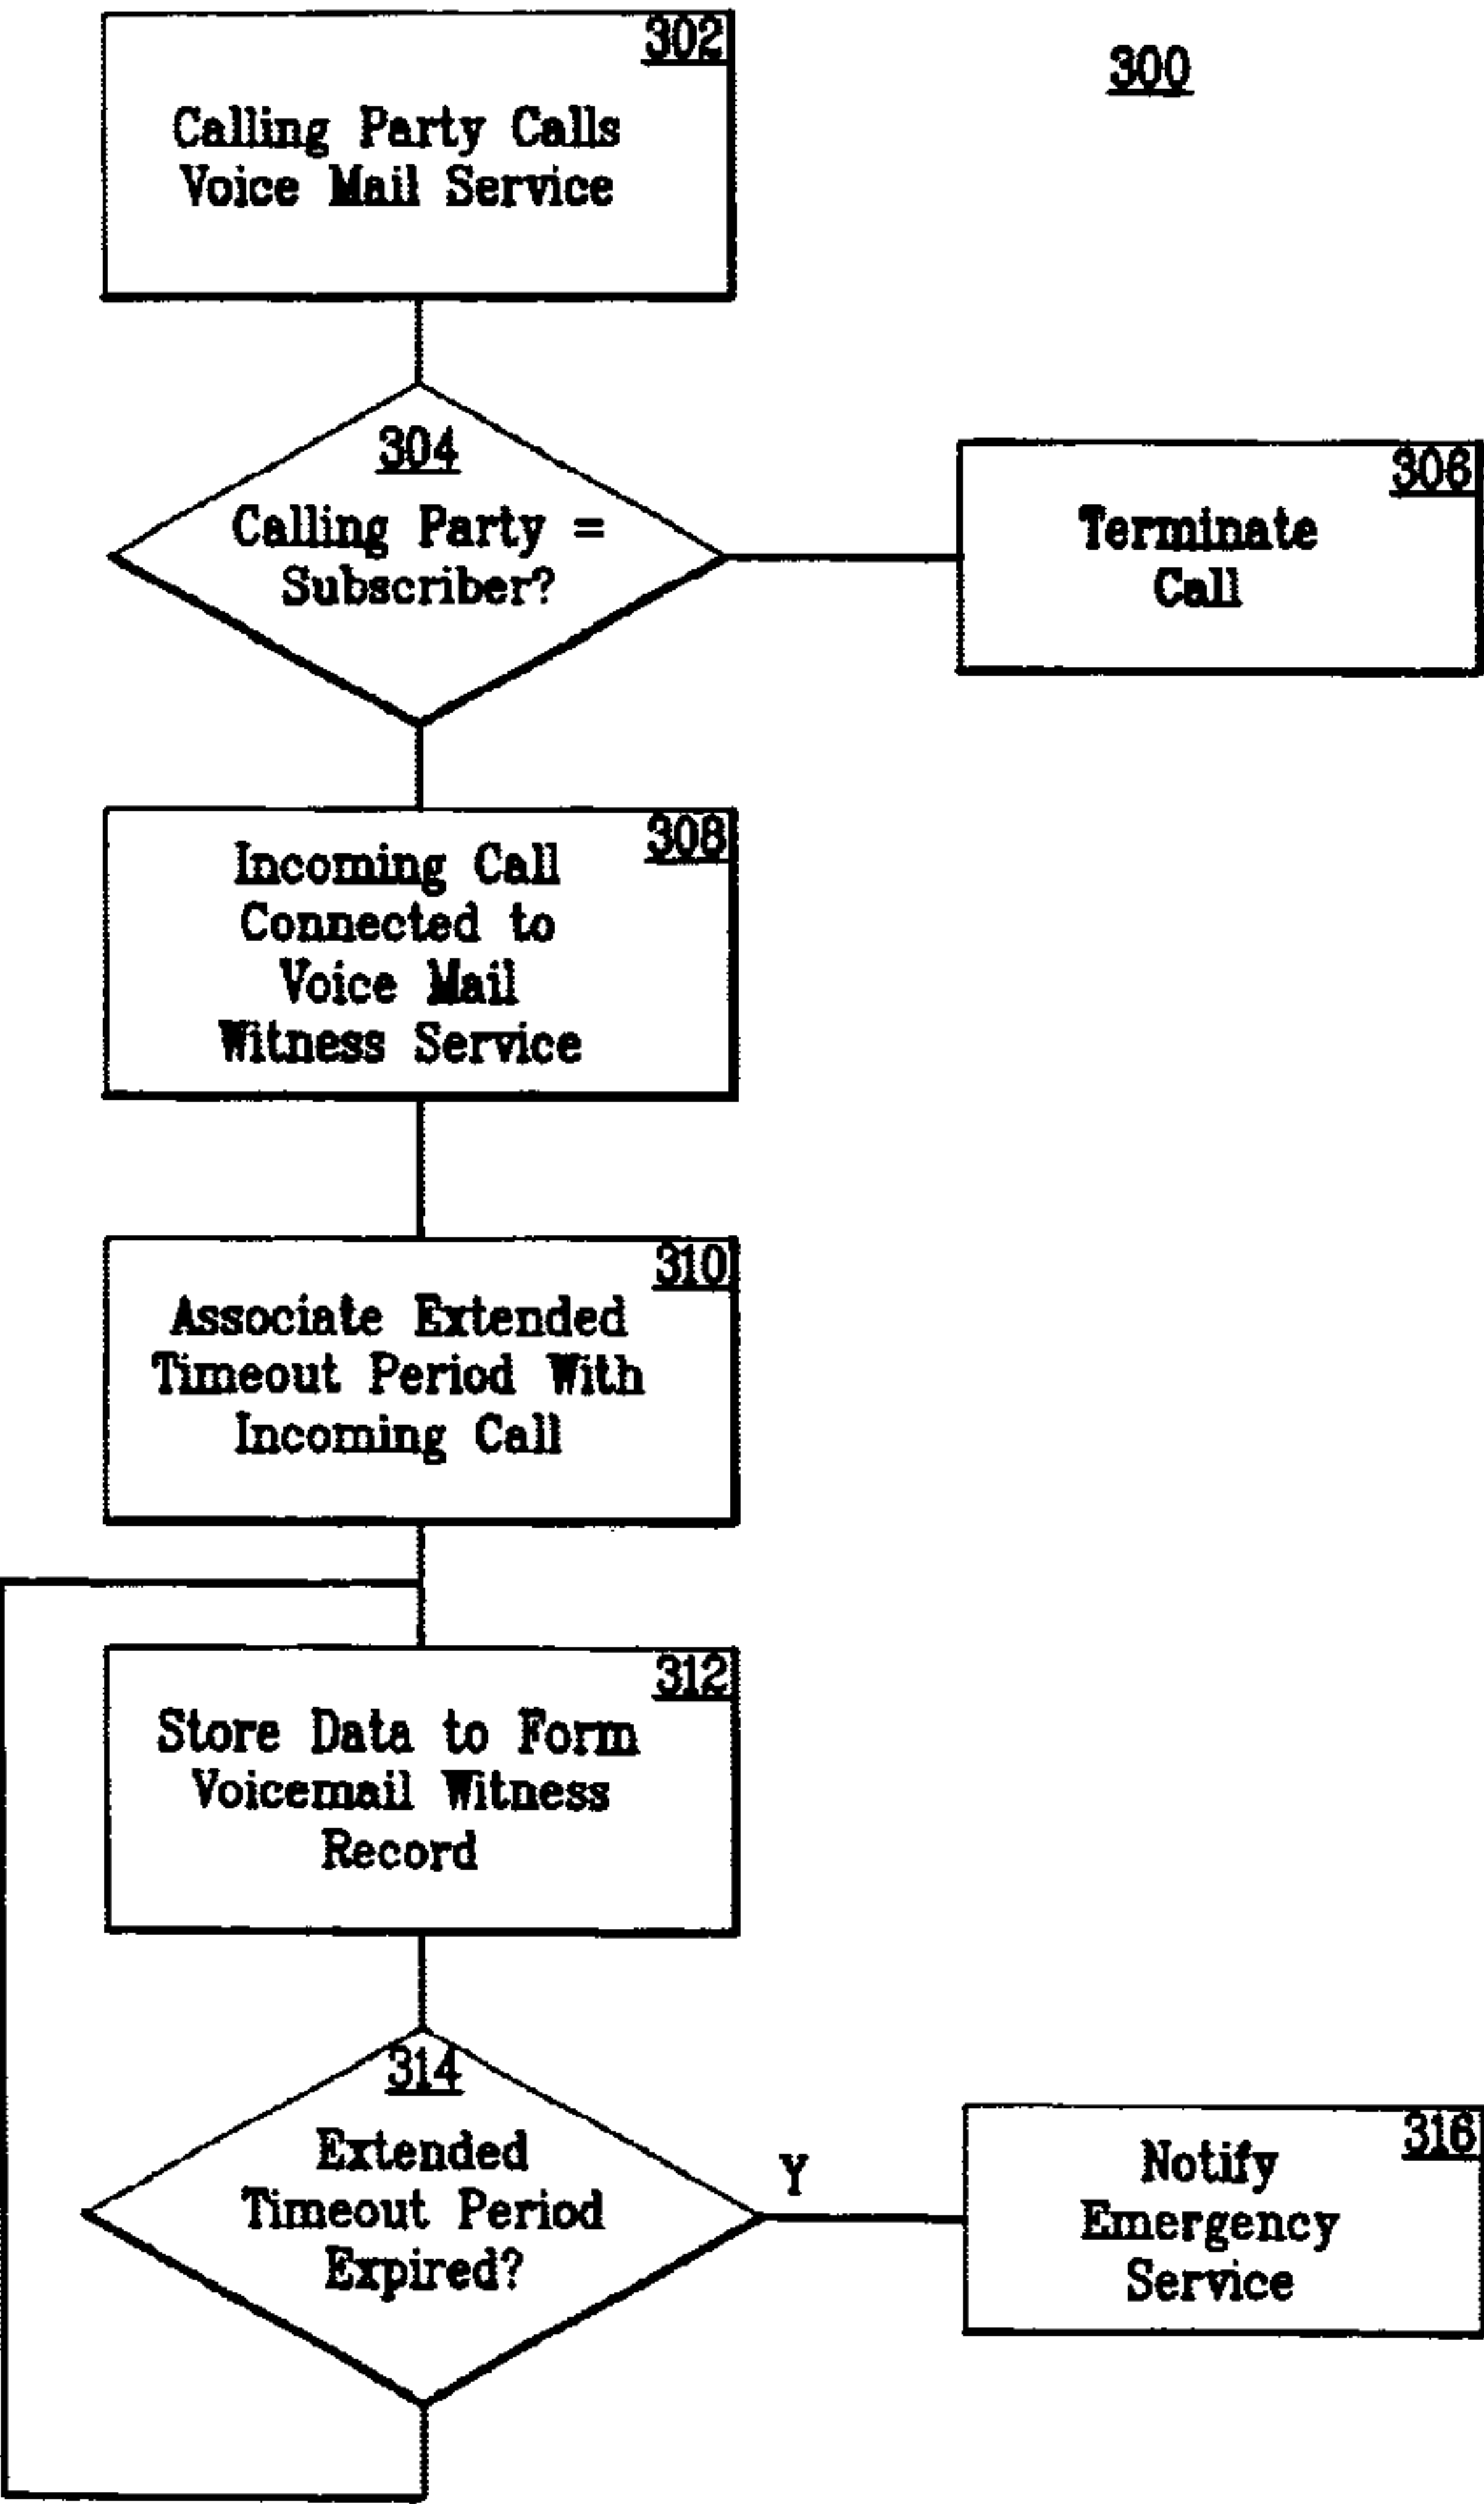 300
302
Calling Party Calls
Voice Mail Service
304
Calling Party =
Subscriber?
306
Terminate
Call
308
Incoming Call
Connected to
Voice Mail
Witness Service
310
Associate Extended
Timeout Period With
Incoming Call
312
Store Data to Form
Voicemail Witness
Record
314
Extended
Timeout Period
Expired?
Y
316
Notify
Emergency
Service